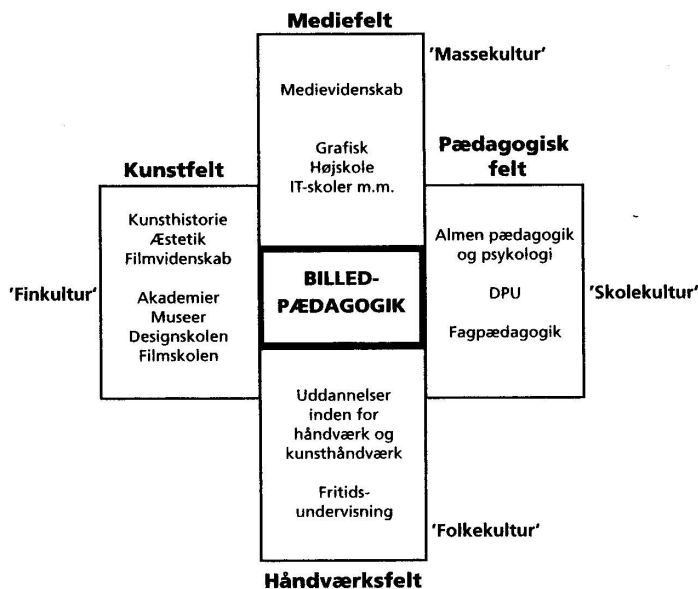 Mediefelt
'Massekultur'
Medievidenskab
Grafisk
Højskole
IT-skoler m.m.
Kunstfelt
Kunsthistorie
Æstetik
Filmvidenskab
Akademier
Museer
Designskolen
Filmskolen
'Finkultur'
BILLED-
PÆDAGOGIK
Pædagogisk
felt
Almen pædagogik
og psykologi
DPU
Fagpædagogik
'Skolekultur'
Uddannelser
inden for
håndværk og
kunsthåndværk
Fritids-
undervisning
'Folkekultur'
Håndværksfelt